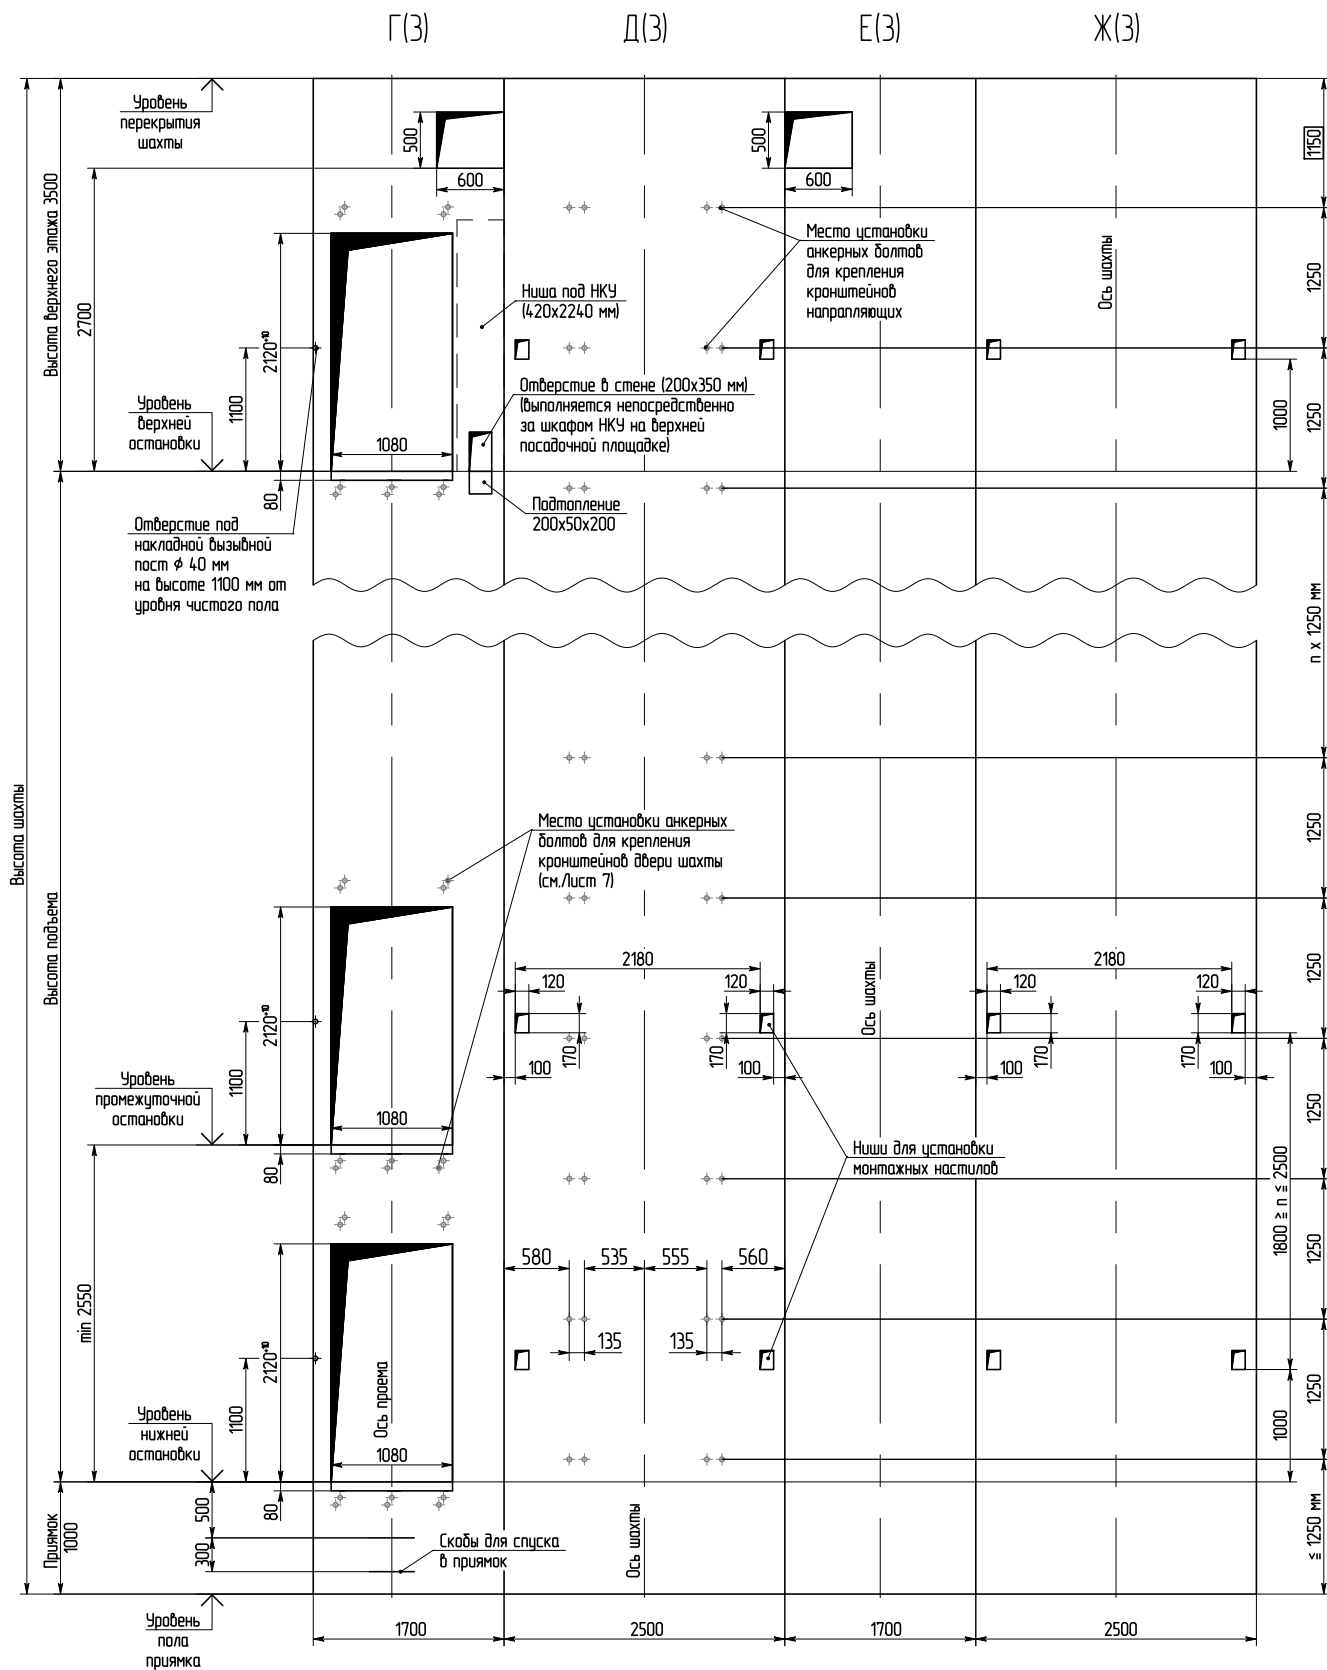 Г(3)
Д(3)
Е(3)
Ж(3)
Уровень
перекрытия
шахты
500
600
500
600
1150
Высота верхнего этажа 3500
2700
2120+10
1100
1080
80
Ниша под НКУ
(420x2240 мм)
Место установки
анкерных болтов
для крепления
кронштейнов
напрапляющих
Ось шахты
1250
1250
1000
Отверстие в стене (200x350 мм)
(выполняется непосредственно
за шкафом НКУ на верхней
посадочной площадке)
Уровень
верхней
остановки
Подтопление
200x50x200
Отверстие под
накладной вызывной
пост ϕ 40 мм
на высоте 1100 мм от
уровня чистого пола
n x 1250 мм
Высота шахты
Высота подъема
Место установки анкерных
болтов для крепления
кронштейнов двери шахты
(см.Лист 7)
1250
1250
2180
120
120
170
170
100
100
Ось шахты
2180
120
120
170
170
100
100
2120+10
1100
1080
80
Уровень
промежуточной
остановки
Ниши для установки
монтажных настилов
1250
1800 ≥ n ≤ 2500
1250
580
535
555
560
135
135
min 2550
2120+10
1100
Ось проема
1080
80
1250
1000
Уровень
нижней
остановки
Приямок
1000
500
300
Скобы для спуска
в приямок
Ось шахты
≤ 1250 мм
Уровень
пола
приямка
1700
2500
1700
2500